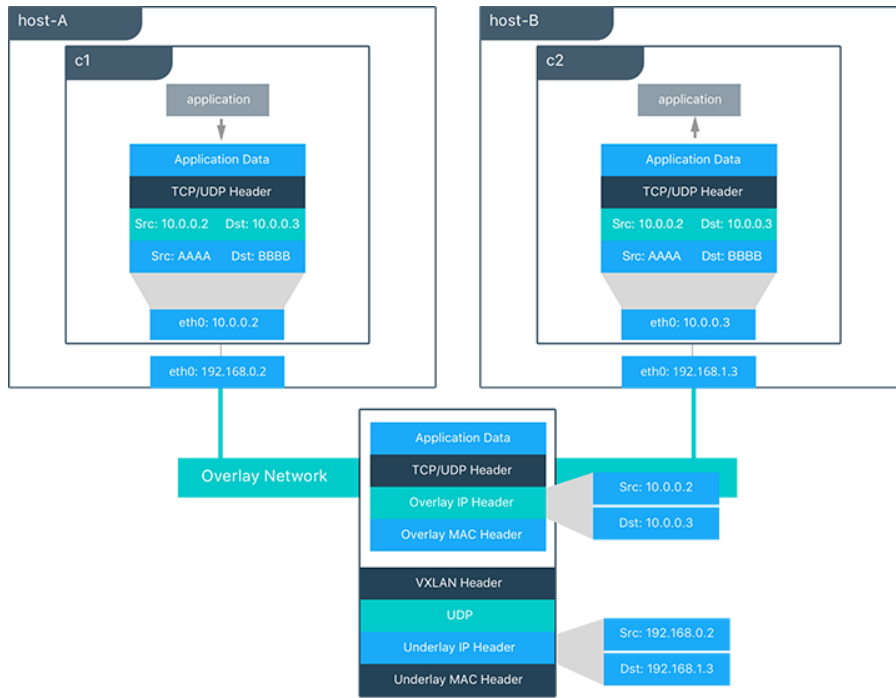 host-A
c1
application
Application Data
TCP/UDP Header
Src: 10.0.0.2 Dst: 10.0.0.3
Src: AAAA Dst: BBBB
eth0: 10.0.0.2
eth0: 192.168.0.2
host-B
c2
application
Application Data
TCP/UDP Header
Src: 10.0.0.2 Dst: 10.0.0.3
Src: AAAA Dst: BBBB
eth0: 10.0.0.3
eth0: 192.168.1.3
Overlay Network
Application Data
TCP/UDP Header
Overlay IP Header
Overlay MAC Header
Src: 10.0.0.2
Dst: 10.0.0.3
VXLAN Header
UDP
Underlay IP Header
Underlay MAC Header
Src: 192.168.0.2
Dst: 192.168.1.3